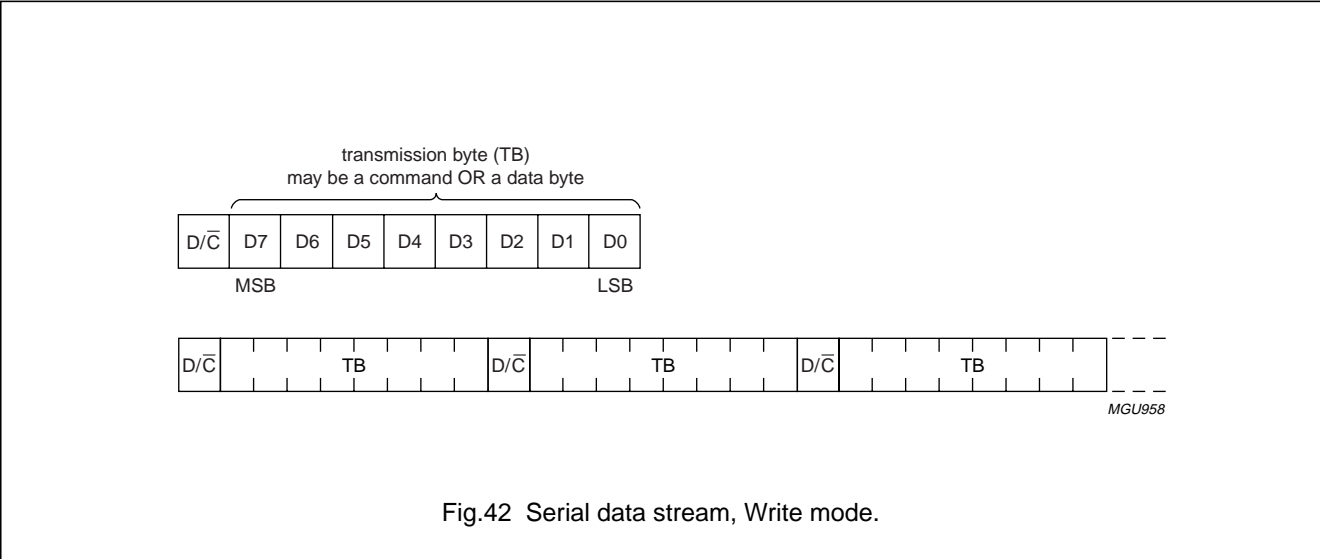 transmission byte (TB)
may be a command OR a data byte
D/C̅ D7 D6 D5 D4 D3 D2 D1 D0
MSB LSB
D/C̅ TB D/C̅ TB D/C̅ TB
MGU958
Fig.42 Serial data stream, Write mode.